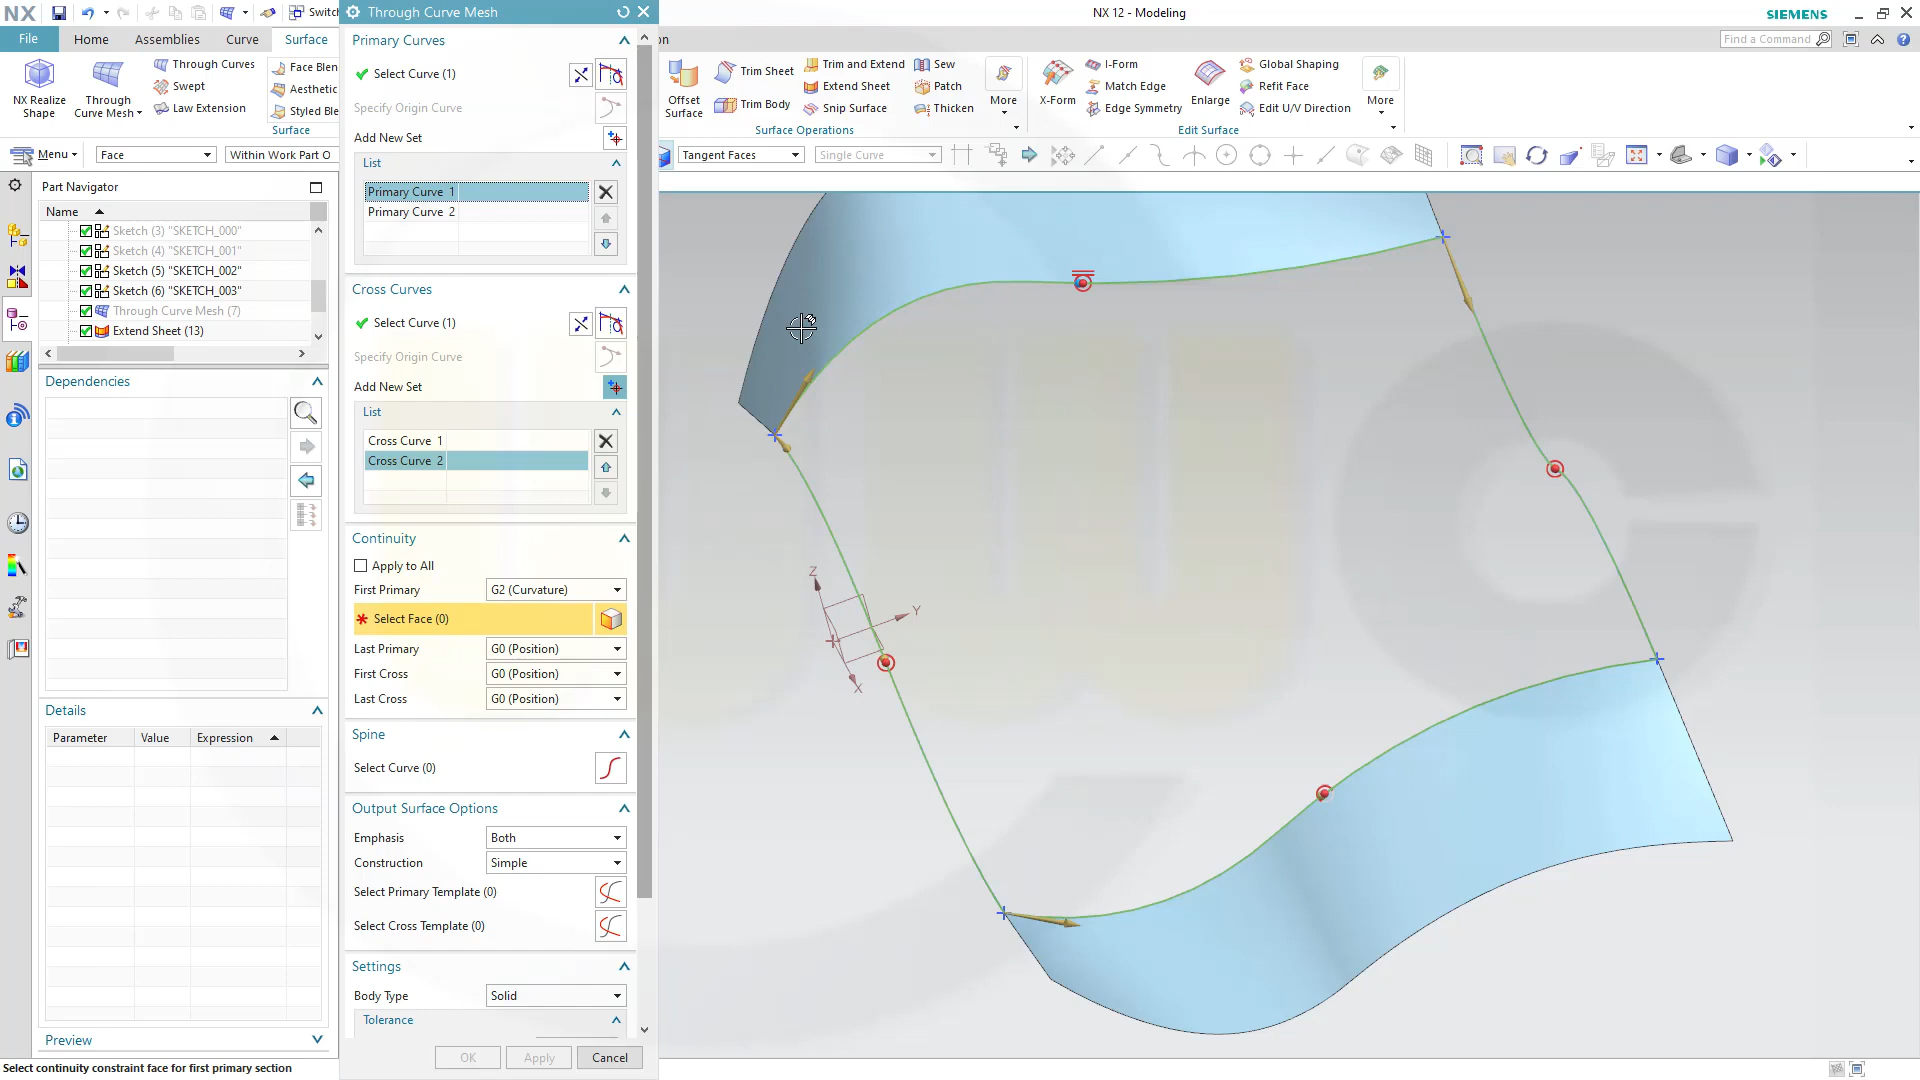 NX
Switch
Through Curve Mesh
NX 12 - Modeling
SIEMENS
File
Home
Assemblies
Curve
Surface
Find a Command
NX Realize Shape
Through Curve Mesh
Through Curves
Swept
Law Extension
Face Blen
Aesthetic
Styled Ble
Surface
Offset Surface
Trim Sheet
Trim Body
Trim and Extend
Extend Sheet
Snip Surface
Sew
Patch
Thicken
More
Surface Operations
X-Form
I-Form
Match Edge
Edge Symmetry
Enlarge
Global Shaping
Refit Face
Edit U/V Direction
More
Edit Surface
Menu
Face
Within Work Part O
Tangent Faces
Single Curve
Part Navigator
Name
Sketch (3) "SKETCH_000"
Sketch (4) "SKETCH_001"
Sketch (5) "SKETCH_002"
Sketch (6) "SKETCH_003"
Through Curve Mesh (7)
Extend Sheet (13)
Dependencies
Details
Parameter Value Expression
Preview
Primary Curves
Select Curve (1)
Specify Origin Curve
Add New Set
List
Primary Curve 1
Primary Curve 2
Cross Curves
Select Curve (1)
Specify Origin Curve
Add New Set
List
Cross Curve 1
Cross Curve 2
Continuity
Apply to All
First Primary G2 (Curvature)
* Select Face (0)
Last Primary G0 (Position)
First Cross G0 (Position)
Last Cross G0 (Position)
Spine
Select Curve (0)
Output Surface Options
Emphasis Both
Construction Simple
Select Primary Template (0)
Select Cross Template (0)
Settings
Body Type Solid
Tolerance
OK Apply Cancel
Z
Y
X
Select continuity constraint face for first primary section